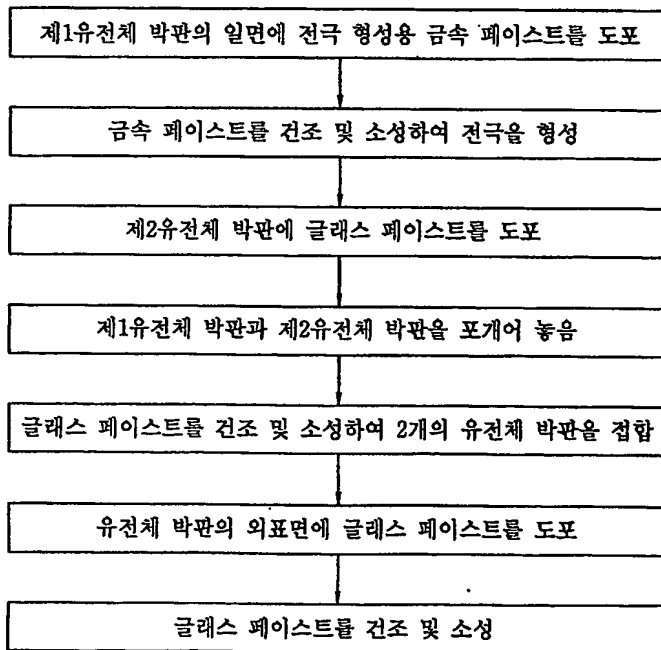 제1유전체 박판의 일면에 전극 형성용 금속 페이스트를 도포
금속 페이스트를 건조 및 소성하여 전극을 형성
제2유전체 박판에 글래스 페이스트를 도포
제1유전체 박판과 제2유전체 박판을 포개어 놓음
글래스 페이스트를 건조 및 소성하여 2개의 유전체 박판을 접합
유전체 박판의 외표면에 글래스 페이스트를 도포
글래스 페이스트를 건조 및 소성